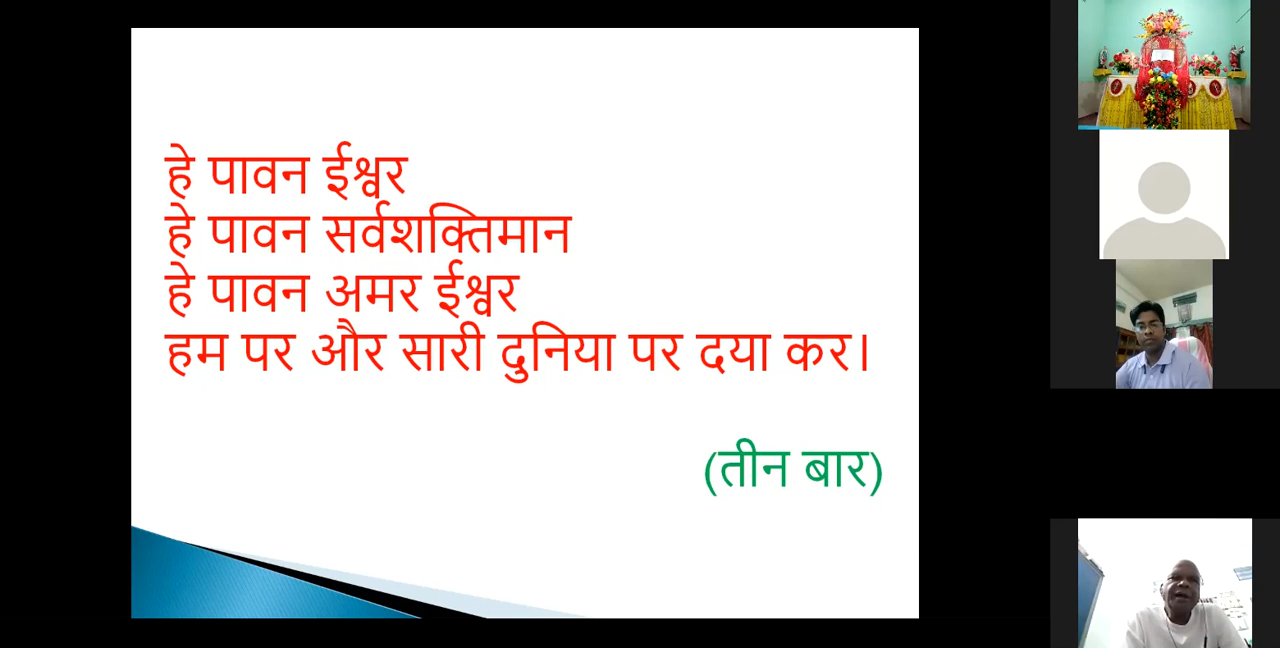 हे पावन ईश्वर
हे पावन सर्वशक्तिमान
हे पावन अमर ईश्वर
हम पर और सारी दुनिया पर दया कर।
(तीन बार)